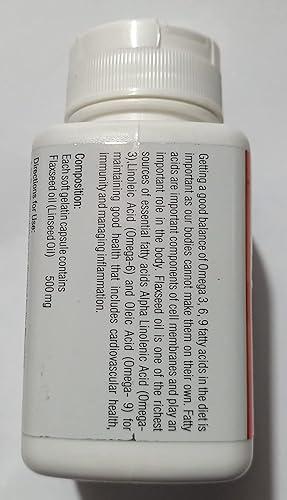 Getting a good balance of Omega 3, 6, 9 fatty acids in the diet is
important as our bodies cannot make them on their own. Fatty
acids are important components of cell membranes and play an
important role in the body. Flaxseed oil is one of the richest
sources of essential fatty acids Alpha Linolenic Acid (Omega-
3),Linoleic Acid (Omega-6) and Oleic Acid (Omega- 9) for
maintaining good health that includes cardiovascular health,
immunity and managing inflammation.
Composition:
Each soft gelatin capsule contains
Flaxseed oil (Linseed Oil) 500 mg
Directions for Use: